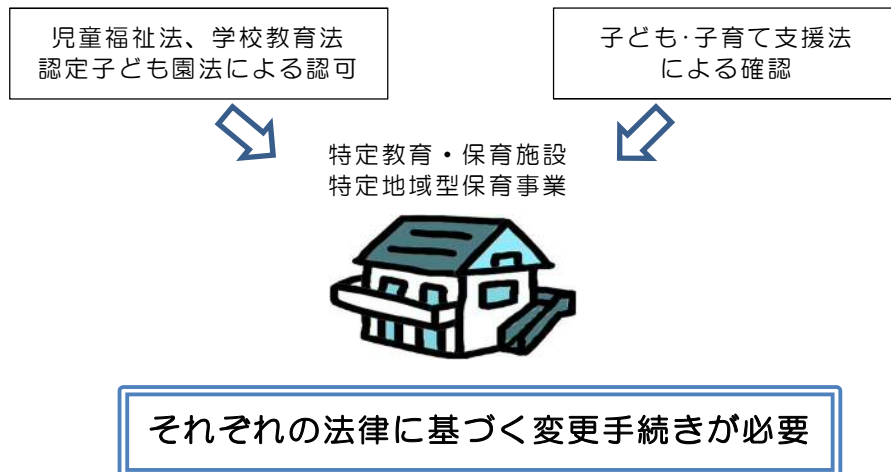 児童福祉法、学校教育法
認定子ども園法による認可
子ども･子育て支援法
による確認
特定教育・保育施設
特定地域型保育事業
それぞれの法律に基づく変更手続きが必要